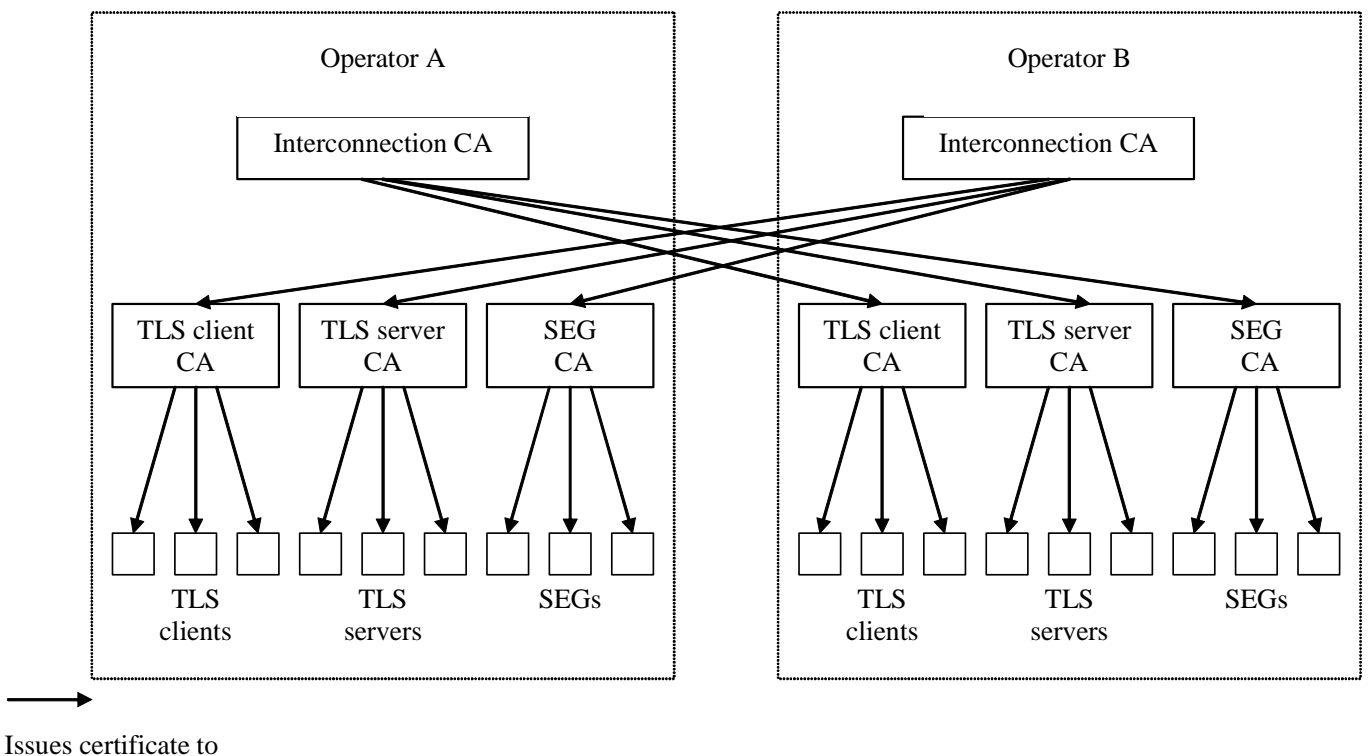 Operator A
Operator B
Interconnection CA
Interconnection CA
TLS client
CA
TLS server
CA
SEG
CA
TLS client
CA
TLS server
CA
SEG
CA
TLS
clients
TLS
servers
SEGs
TLS
clients
TLS
servers
SEGs
Issues certificate to